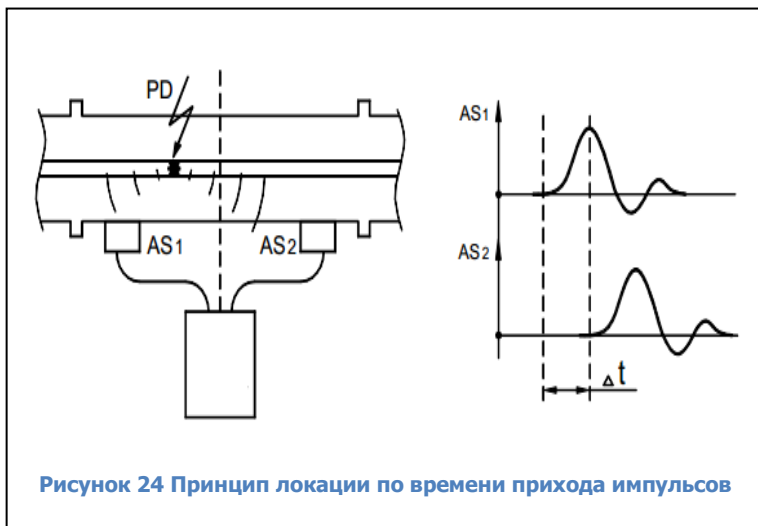 PD
AS1
AS2
AS1
AS2
Δt
Рисунок 24 Принцип локации по времени прихода импульсов